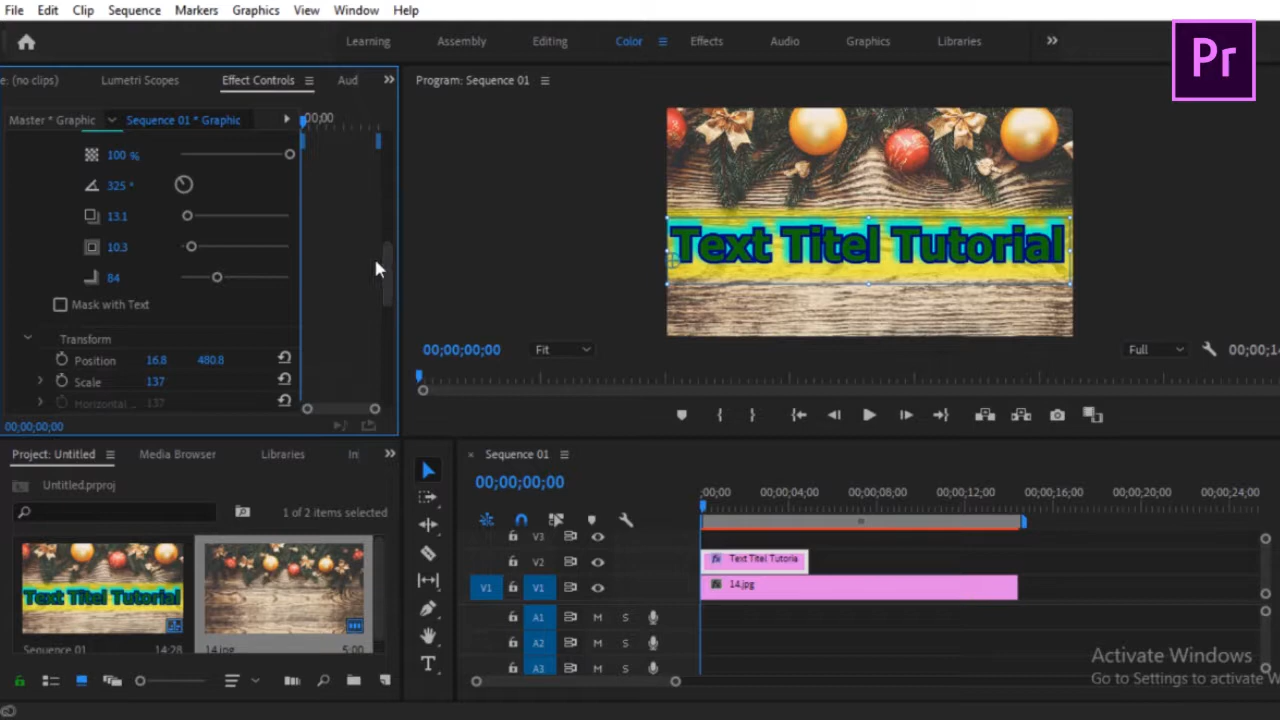 File Edit Clip Sequence Markers Graphics View Window Help
Learning Assembly Editing Color Effects Audio Graphics Libraries
Pr
e: (no clips) Lumetri Scopes Effect Controls Aud
Program: Sequence 01
Master * Graphic Sequence 01 * Graphic
:00;00
100 %
325 °
13.1
10.3
84
Mask with Text
Transform
Position 16.8 480.8
Scale 137
Horizontal ... 137
00;00;00;00
Text Titel Tutorial
00;00;00;00 Fit Full 00;00;14
Project: Untitled Media Browser Libraries In
Untitled.prproj
1 of 2 items selected
Text Titel Tutorial
Sequence 01 14:28
14.jpg 5:00
Sequence 01
00;00;00;00
;00;00 00;00;04;00 00;00;08;00 00;00;12;00 00;00;16;00 00;00;20;00 00;00;24;00
V3
V2 fx Text Titel Tutoria
V1 V1 fx 14.jpg
A1 M S
A2 M S
A3 M S
Activate Windows
Go to Settings to activate W